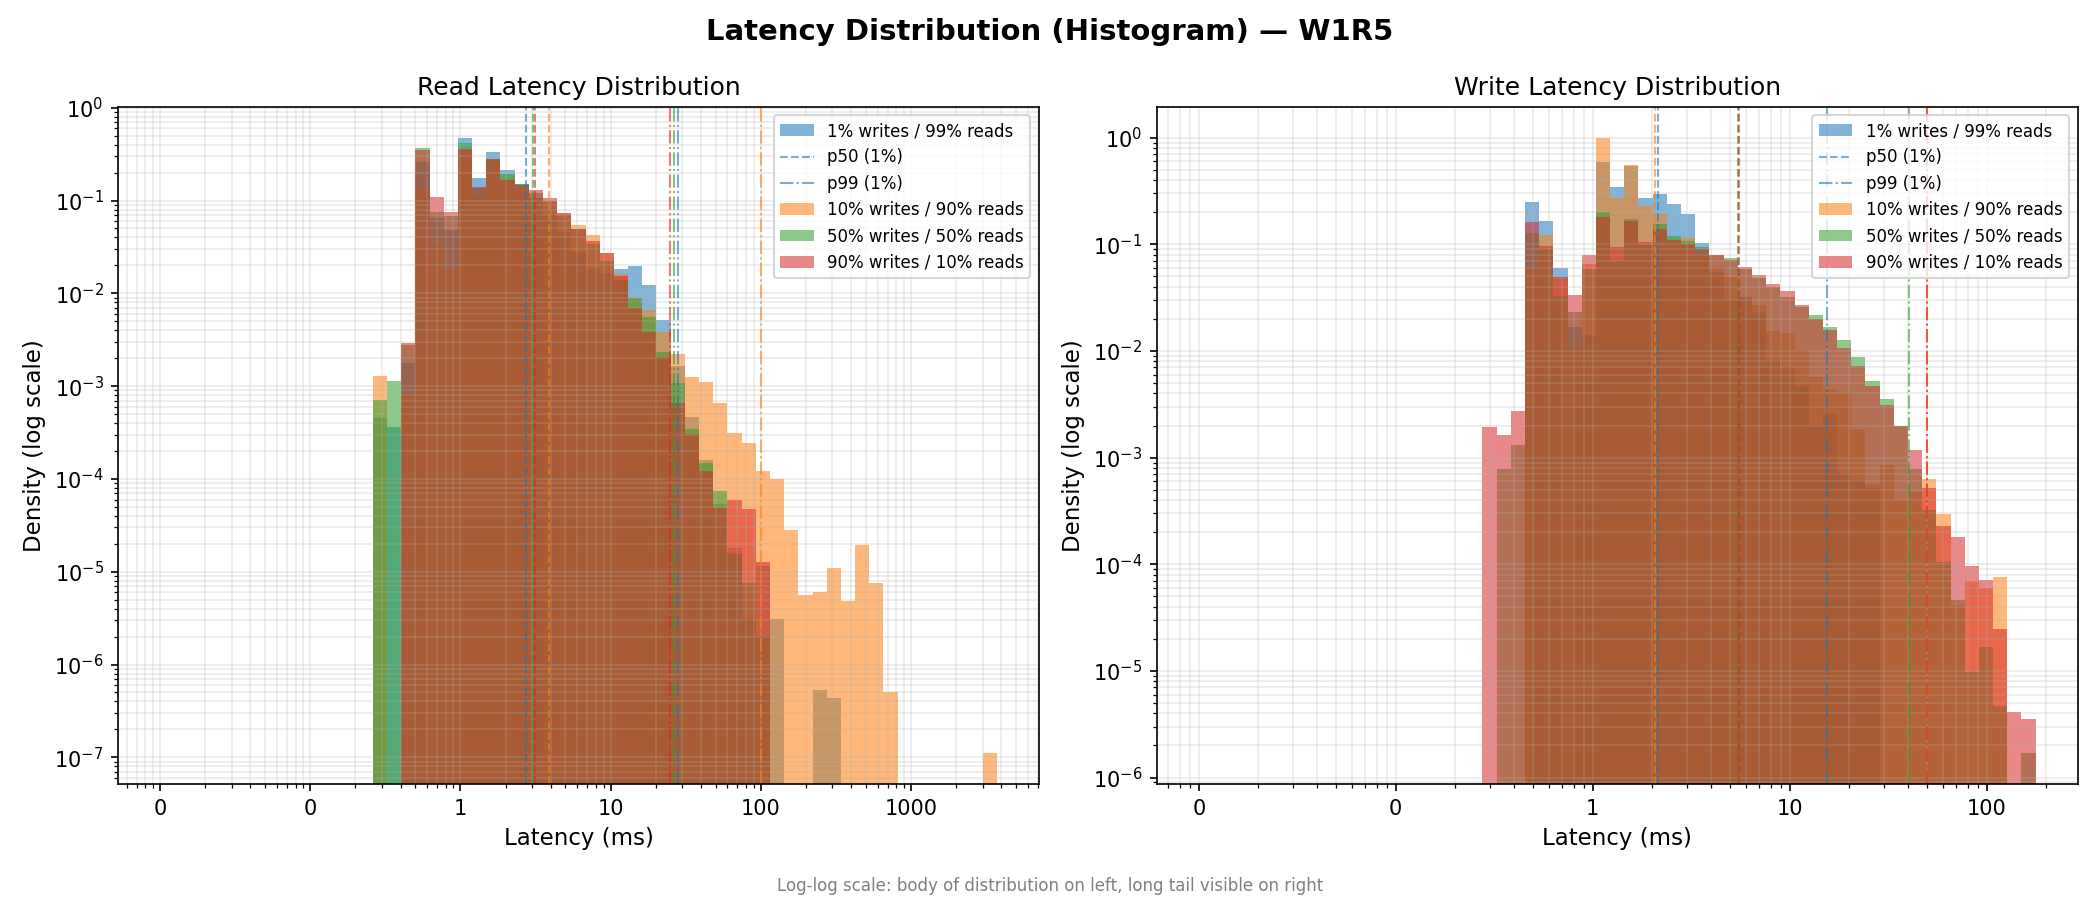 Latency Distribution (Histogram) — W1R5
Read Latency Distribution
10⁰
10⁻¹
10⁻²
10⁻³
10⁻⁴
10⁻⁵
10⁻⁶
10⁻⁷
Density (log scale)
1% writes / 99% reads
p50 (1%)
p99 (1%)
10% writes / 90% reads
50% writes / 50% reads
90% writes / 10% reads
0 0 1 10 100 1000
Latency (ms)
Write Latency Distribution
10⁰
10⁻¹
10⁻²
10⁻³
10⁻⁴
10⁻⁵
10⁻⁶
Density (log scale)
1% writes / 99% reads
p50 (1%)
p99 (1%)
10% writes / 90% reads
50% writes / 50% reads
90% writes / 10% reads
0 0 1 10 100
Latency (ms)
Log-log scale: body of distribution on left, long tail visible on right